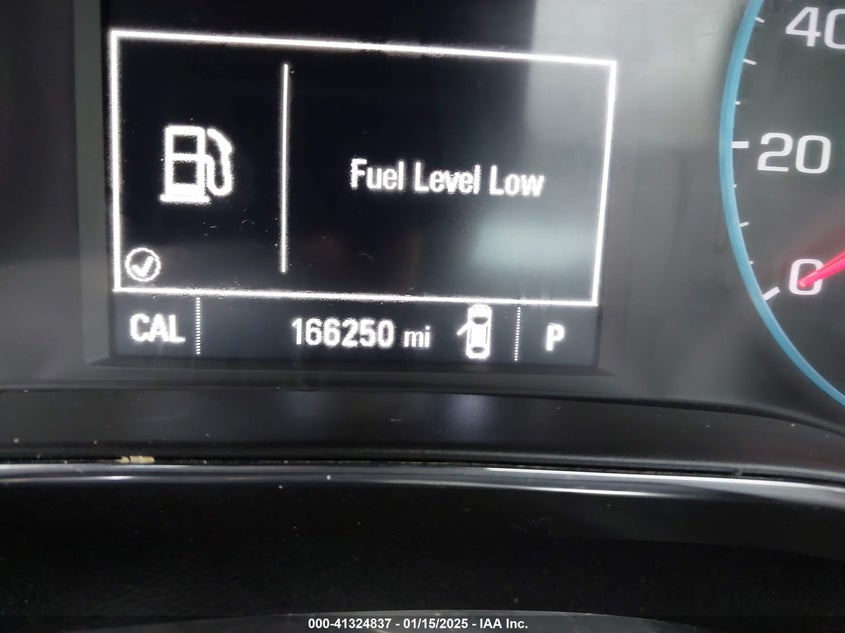 40
20
0
Fuel Level Low
CAL 166250 mi P
000-41324837 - 01/15/2025 - IAA Inc.